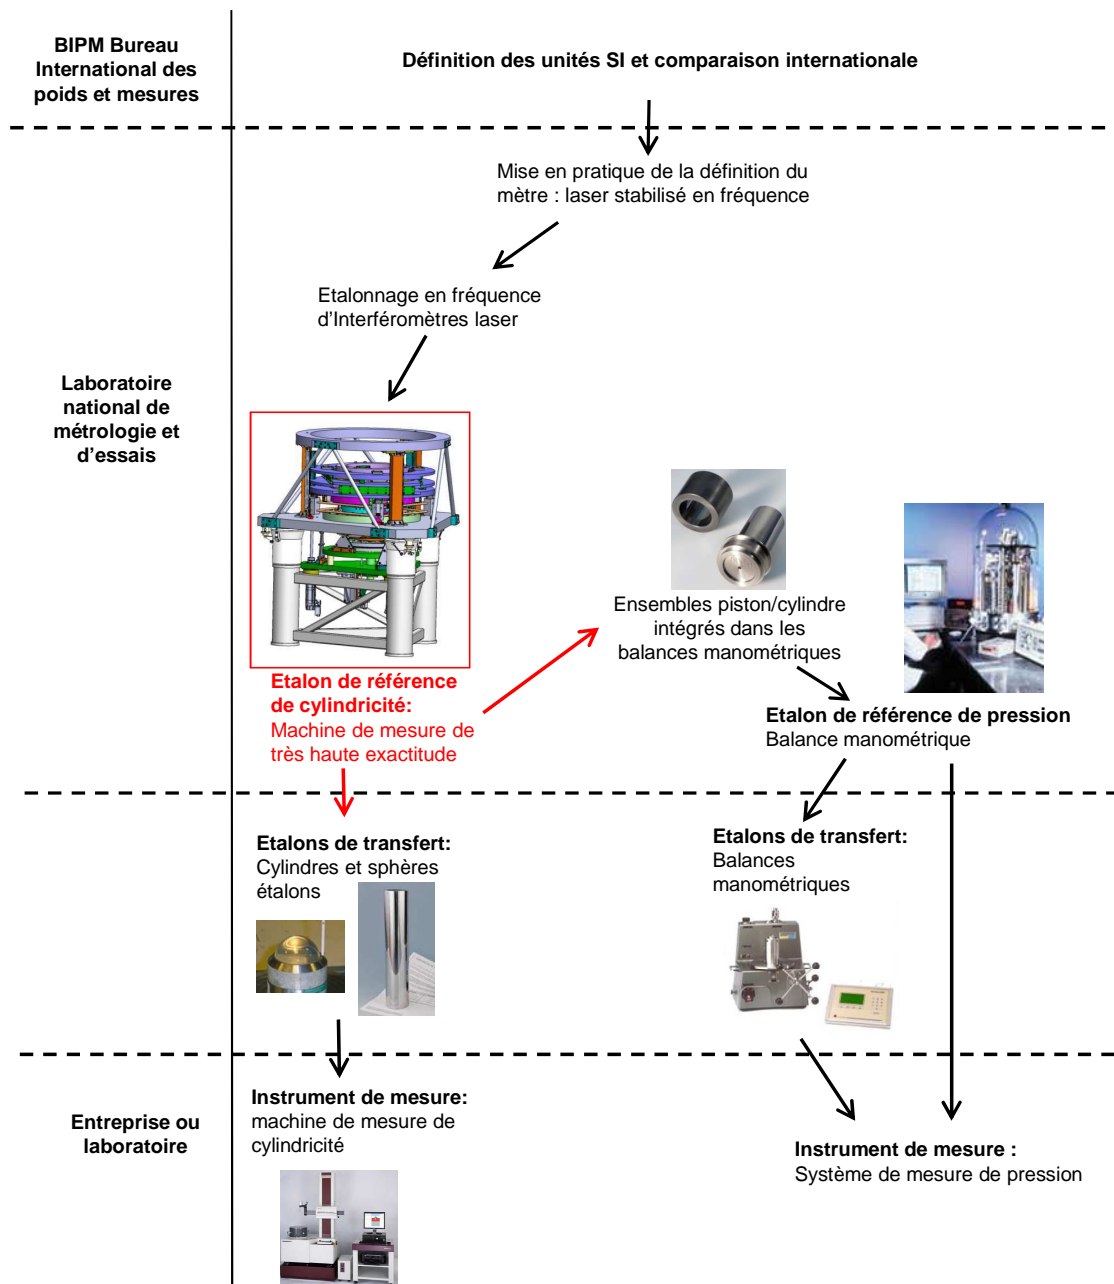 BIPM Bureau
International des
poids et mesures
Définition des unités SI et comparaison internationale
Mise en pratique de la définition du
mètre : laser stabilisé en fréquence
Etalonnage en fréquence
d'Interféromètres laser
Laboratoire
national de
métrologie et
d'essais
Ensembles piston/cylindre
intégrés dans les
balances manométriques
Etalon de référence
de cylindricité:
Machine de mesure de
très haute exactitude
Etalon de référence de pression
Balance manométrique
Etalons de transfert:
Cylindres et sphères
étalons
Etalons de transfert:
Balances
manométriques
Entreprise ou
laboratoire
Instrument de mesure:
machine de mesure de
cylindricité
Instrument de mesure :
Système de mesure de pression